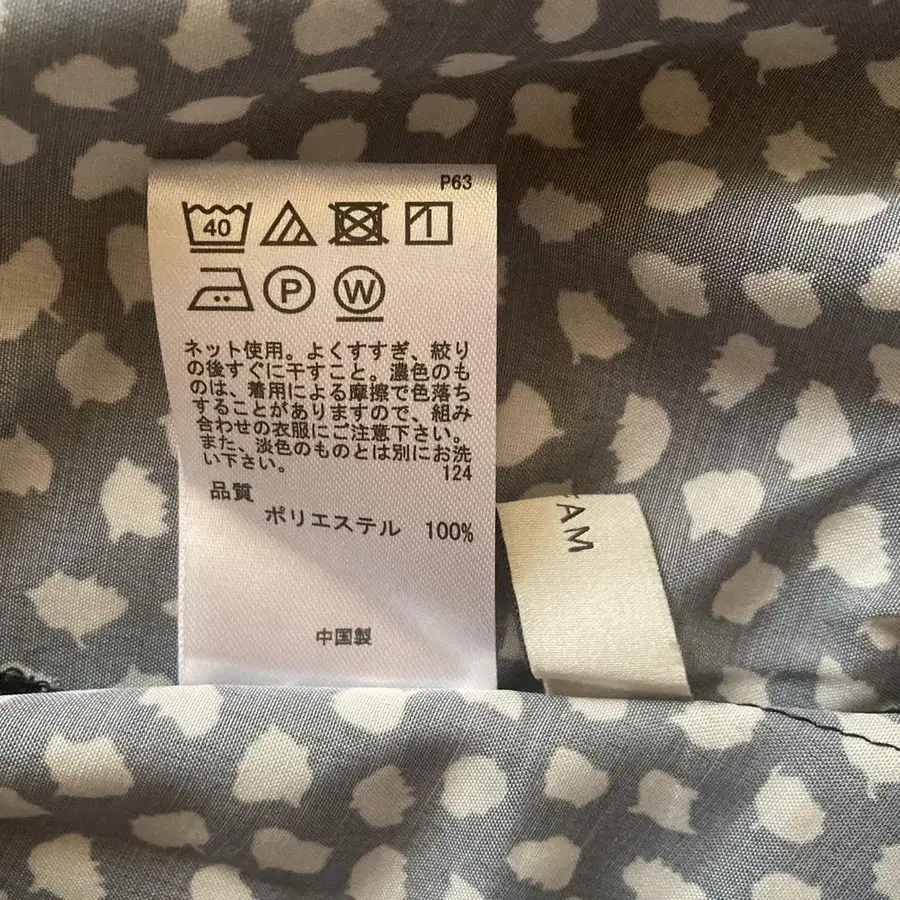 P63
40
P W
ネット使用。よくすすぎ、絞り
の後すぐに干すこと。濃色のも
のは、着用による摩擦で色落ち
することがありますので、組み
合わせの衣服にご注意下さい。
また、淡色のものとは別にお洗
い下さい。
124
品質
ポリエステル 100%
中国製